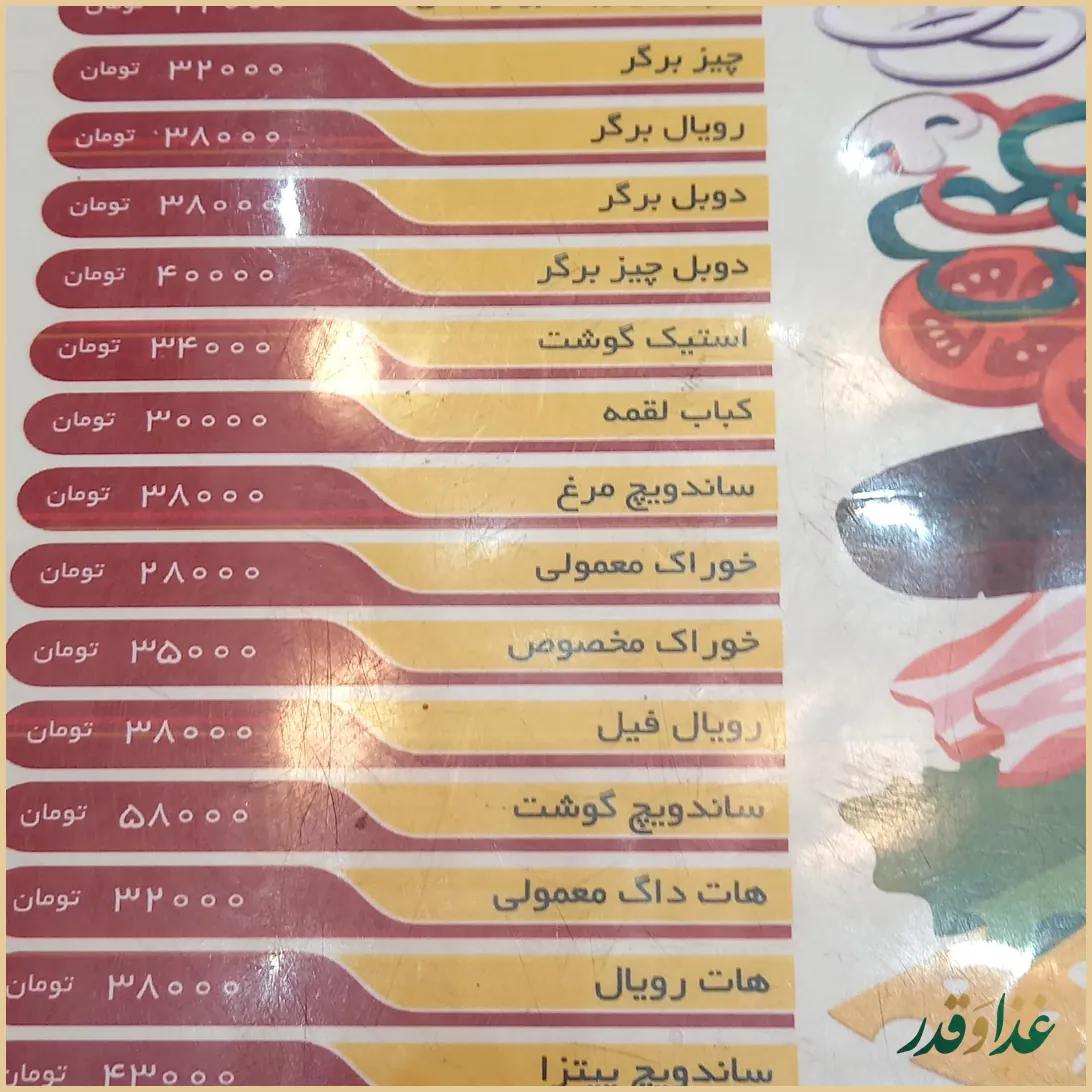 چیز برگر ۳۲۰۰۰ تومان
رویال برگر ۳۸۰۰۰ تومان
دوبل برگر ۳۸۰۰۰ تومان
دوبل چیز برگر ۴۰۰۰۰ تومان
استیک گوشت ۳۴۰۰۰ تومان
کباب لقمه ۳۰۰۰۰ تومان
ساندویچ مرغ ۳۸۰۰۰ تومان
خوراک معمولی ۲۸۰۰۰ تومان
خوراک مخصوص ۳۵۰۰۰ تومان
رویال فیل ۳۸۰۰۰ تومان
ساندویچ گوشت ۵۸۰۰۰ تومان
هات داگ معمولی ۳۲۰۰۰ تومان
هات رویال ۳۸۰۰۰ تومان
ساندویچ پیتزا ۴۳۰۰۰ تومان
غذا و قدر